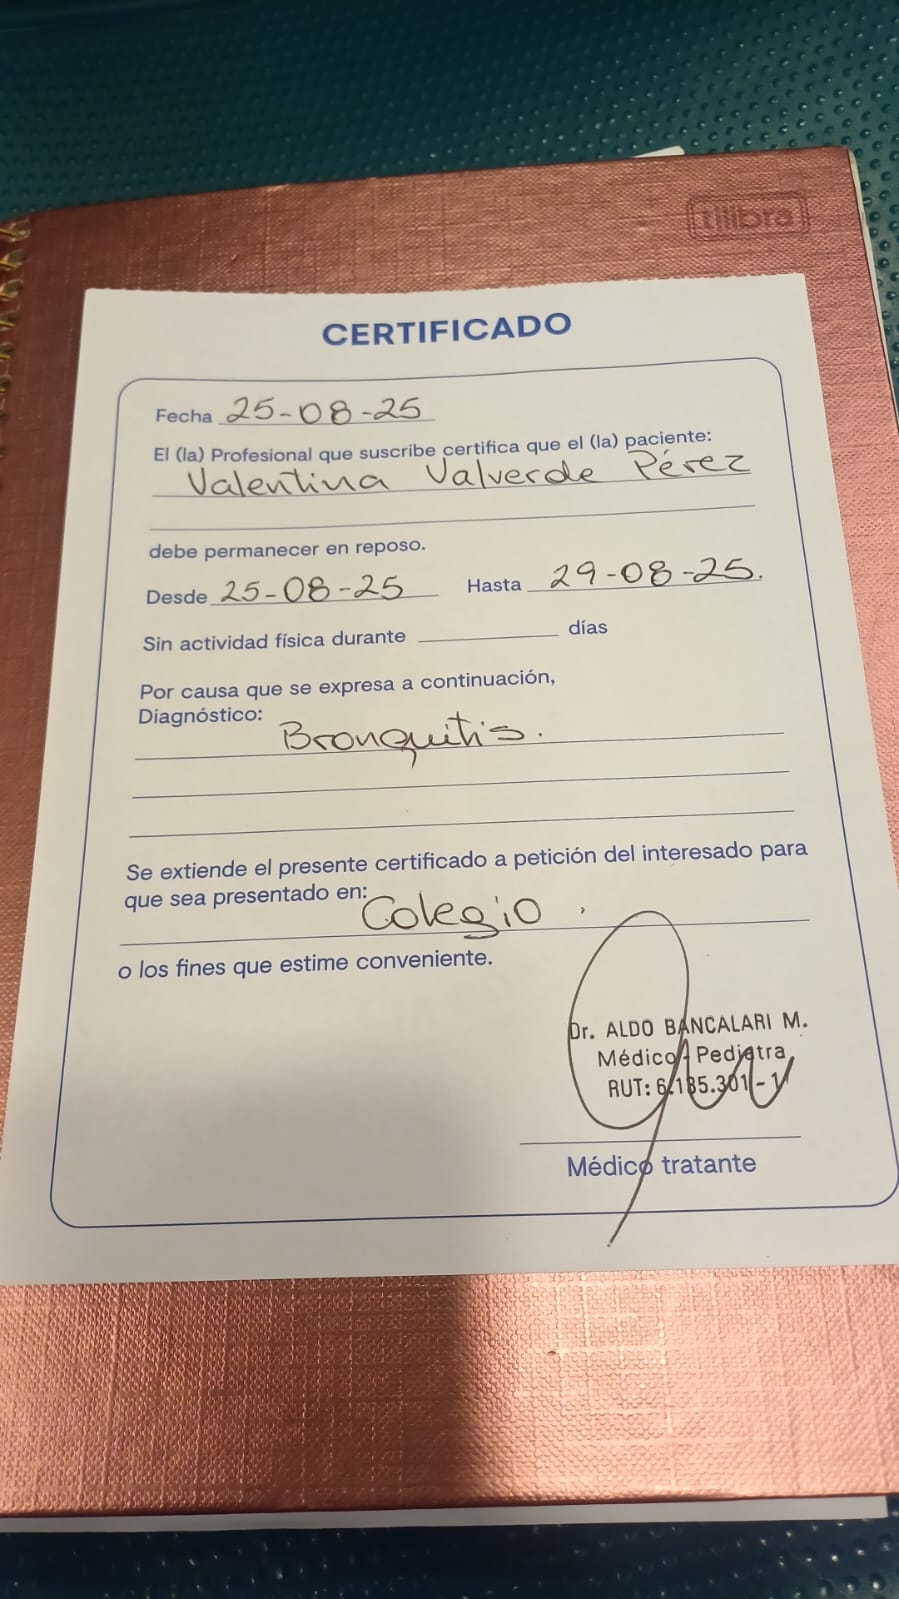 tilibra
CERTIFICADO
Fecha 25-08-25
El (la) Profesional que suscribe certifica que el (la) paciente:
Valentina Valverde Pérez
debe permanecer en reposo.
Desde 25-08-25 Hasta 29-08-25.
Sin actividad física durante ____________ días
Por causa que se expresa a continuación,
Diagnóstico:
Bronquitis.
Se extiende el presente certificado a petición del interesado para
que sea presentado en:
Colegio.
o los fines que estime conveniente.
Dr. ALDO BANCALARI M.
Médico - Pediatra
RUT: 6.185.301-1
Médico tratante